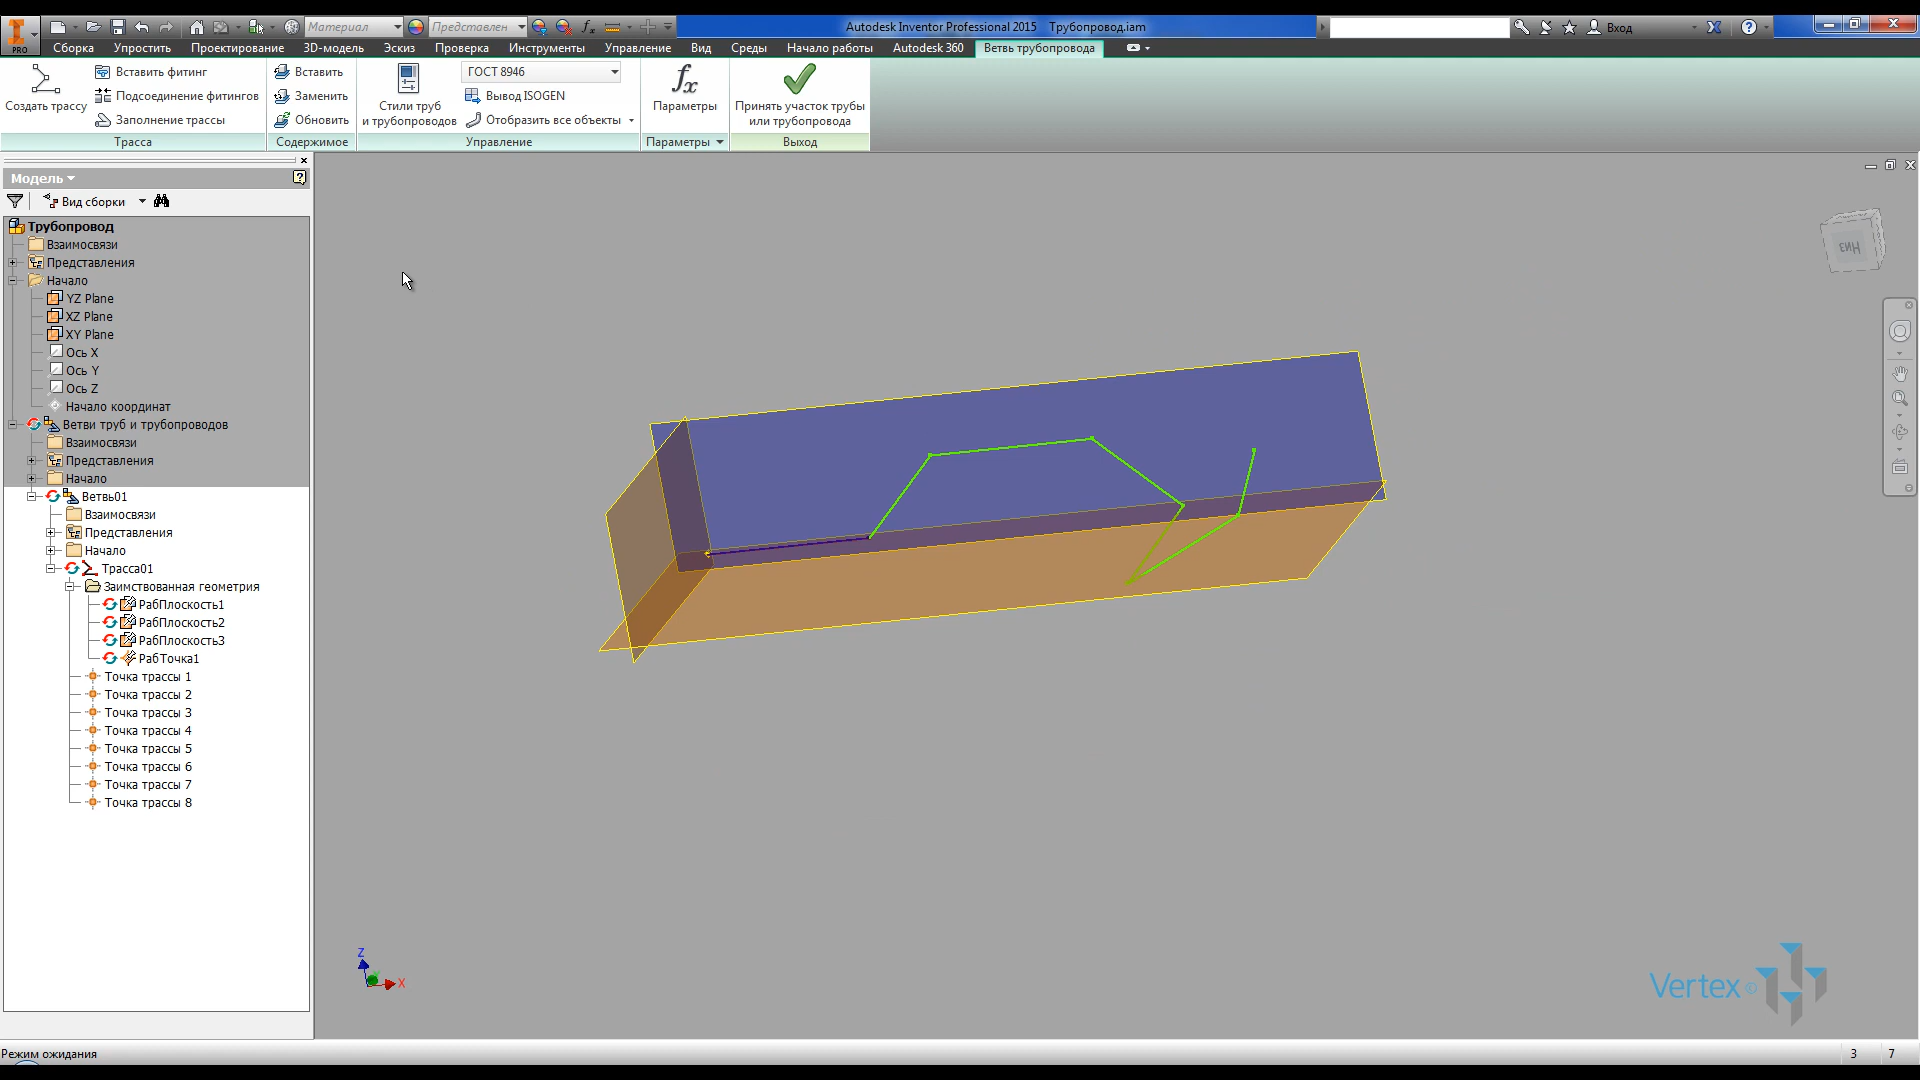 Материал
Представлен
Autodesk Inventor Professional 2015 Трубопровод.iam
Вход
PRO
Сборка Упростить Проектирование 3D-модель Эскиз Проверка Инструменты Управление Вид Среды Начало работы Autodesk 360 Ветвь трубопровода
Создать трассу
Вставить фитинг
Подсоединение фитингов
Заполнение трассы
Трасса
Вставить
Заменить
Обновить
Содержимое
Стили труб
и трубопроводов
ГОСТ 8946
Вывод ISOGEN
Отобразить все объекты
Управление
fx
Параметры
Параметры
Принять участок трубы
или трубопровода
Выход
Модель
Вид сборки
Трубопровод
Взаимосвязи
Представления
Начало
YZ Plane
XZ Plane
XY Plane
Ось X
Ось Y
Ось Z
Начало координат
Ветви труб и трубопроводов
Взаимосвязи
Представления
Начало
Ветвь01
Взаимосвязи
Представления
Начало
Трасса01
Заимствованная геометрия
РабПлоскость1
РабПлоскость2
РабПлоскость3
РабТочка1
Точка трассы 1
Точка трассы 2
Точка трассы 3
Точка трассы 4
Точка трассы 5
Точка трассы 6
Точка трассы 7
Точка трассы 8
Низ
Z
X
Vertex ©
Режим ожидания
3 7